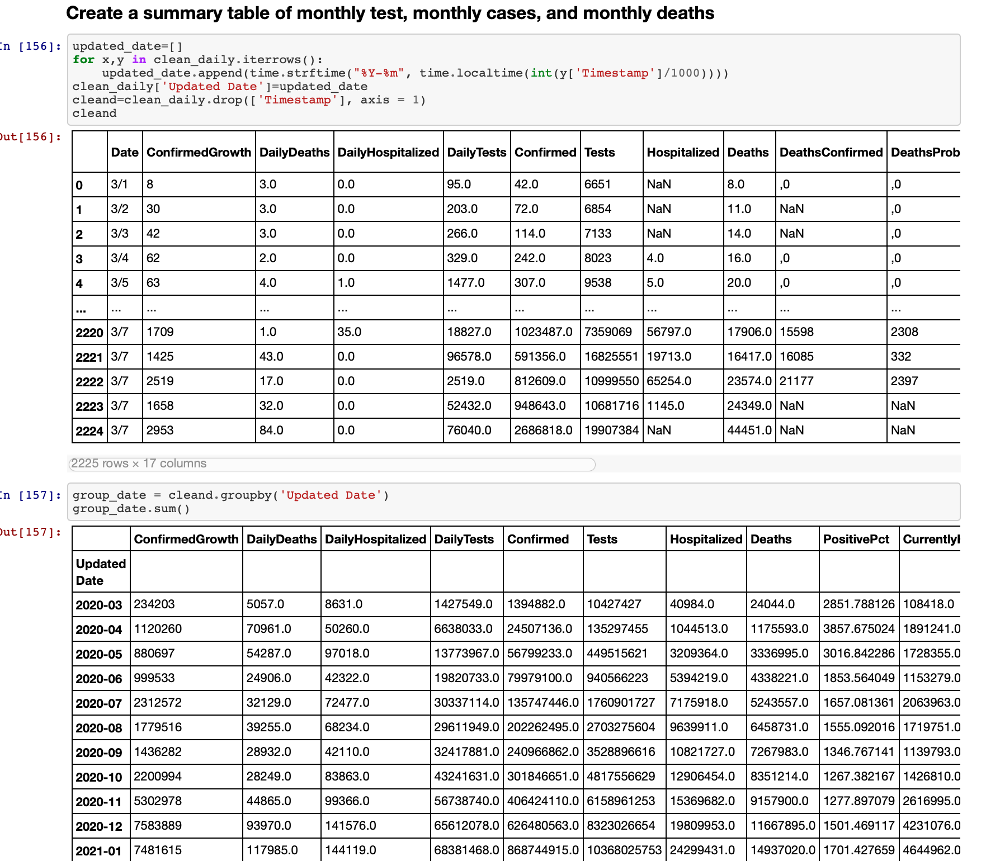 Create a summary table of monthly test, monthly cases, and monthly deaths
In [156]:
updated_date=[]
for x,y in clean_daily.iterrows():
    updated_date.append(time.strftime("%Y-%m", time.localtime(int(y['Timestamp']/1000))))
clean_daily['Updated Date']=updated_date
cleand=clean_daily.drop(['Timestamp'], axis = 1)
cleand
Out[156]:
Date ConfirmedGrowth DailyDeaths DailyHospitalized DailyTests Confirmed Tests Hospitalized Deaths DeathsConfirmed DeathsProb
0 3/1 8 3.0 0.0 95.0 42.0 6651 NaN 8.0 ,0 ,0
1 3/2 30 3.0 0.0 203.0 72.0 6854 NaN 11.0 NaN ,0
2 3/3 42 3.0 0.0 266.0 114.0 7133 NaN 14.0 NaN ,0
3 3/4 62 2.0 0.0 329.0 242.0 8023 4.0 16.0 ,0 ,0
4 3/5 63 4.0 1.0 1477.0 307.0 9538 5.0 20.0 ,0 ,0
... ... ... ... ... ... ... ... ... ... ... ...
2220 3/7 1709 1.0 35.0 18827.0 1023487.0 7359069 56797.0 17906.0 15598 2308
2221 3/7 1425 43.0 0.0 96578.0 591356.0 16825551 19713.0 16417.0 16085 332
2222 3/7 2519 17.0 0.0 2519.0 812609.0 10999550 65254.0 23574.0 21177 2397
2223 3/7 1658 32.0 0.0 52432.0 948643.0 10681716 1145.0 24349.0 NaN NaN
2224 3/7 2953 84.0 0.0 76040.0 2686818.0 19907384 NaN 44451.0 NaN NaN
2225 rows × 17 columns
In [157]:
group_date = cleand.groupby('Updated Date')
group_date.sum()
Out[157]:
ConfirmedGrowth DailyDeaths DailyHospitalized DailyTests Confirmed Tests Hospitalized Deaths PositivePct CurrentlyH
Updated
Date
2020-03 234203 5057.0 8631.0 1427549.0 1394882.0 10427427 40984.0 24044.0 2851.788126 108418.0
2020-04 1120260 70961.0 50260.0 6638033.0 24507136.0 135297455 1044513.0 1175593.0 3857.675024 1891241.0
2020-05 880697 54287.0 97018.0 13773967.0 56799233.0 449515621 3209364.0 3336995.0 3016.842286 1728355.0
2020-06 999533 24906.0 42322.0 19820733.0 79979100.0 940566223 5394219.0 4338221.0 1853.564049 1153279.0
2020-07 2312572 32129.0 72477.0 30337114.0 135747446.0 1760901727 7175918.0 5243557.0 1657.081361 2063963.0
2020-08 1779516 39255.0 68234.0 29611949.0 202262495.0 2703275604 9639911.0 6458731.0 1555.092016 1719751.0
2020-09 1436282 28932.0 42110.0 32417881.0 240966862.0 3528896616 10821727.0 7267983.0 1346.767141 1139793.0
2020-10 2200994 28249.0 83863.0 43241631.0 301846651.0 4817556629 12906454.0 8351214.0 1267.382167 1426810.0
2020-11 5302978 44865.0 99366.0 56738740.0 406424110.0 6158961253 15369682.0 9157900.0 1277.897079 2616995.0
2020-12 7583889 93970.0 141576.0 65612078.0 626480563.0 8323026654 19809953.0 11667895.0 1501.469117 4231076.0
2021-01 7481615 117985.0 144119.0 68381468.0 868744915.0 10368025753 24299431.0 14937020.0 1701.427659 4644962.0